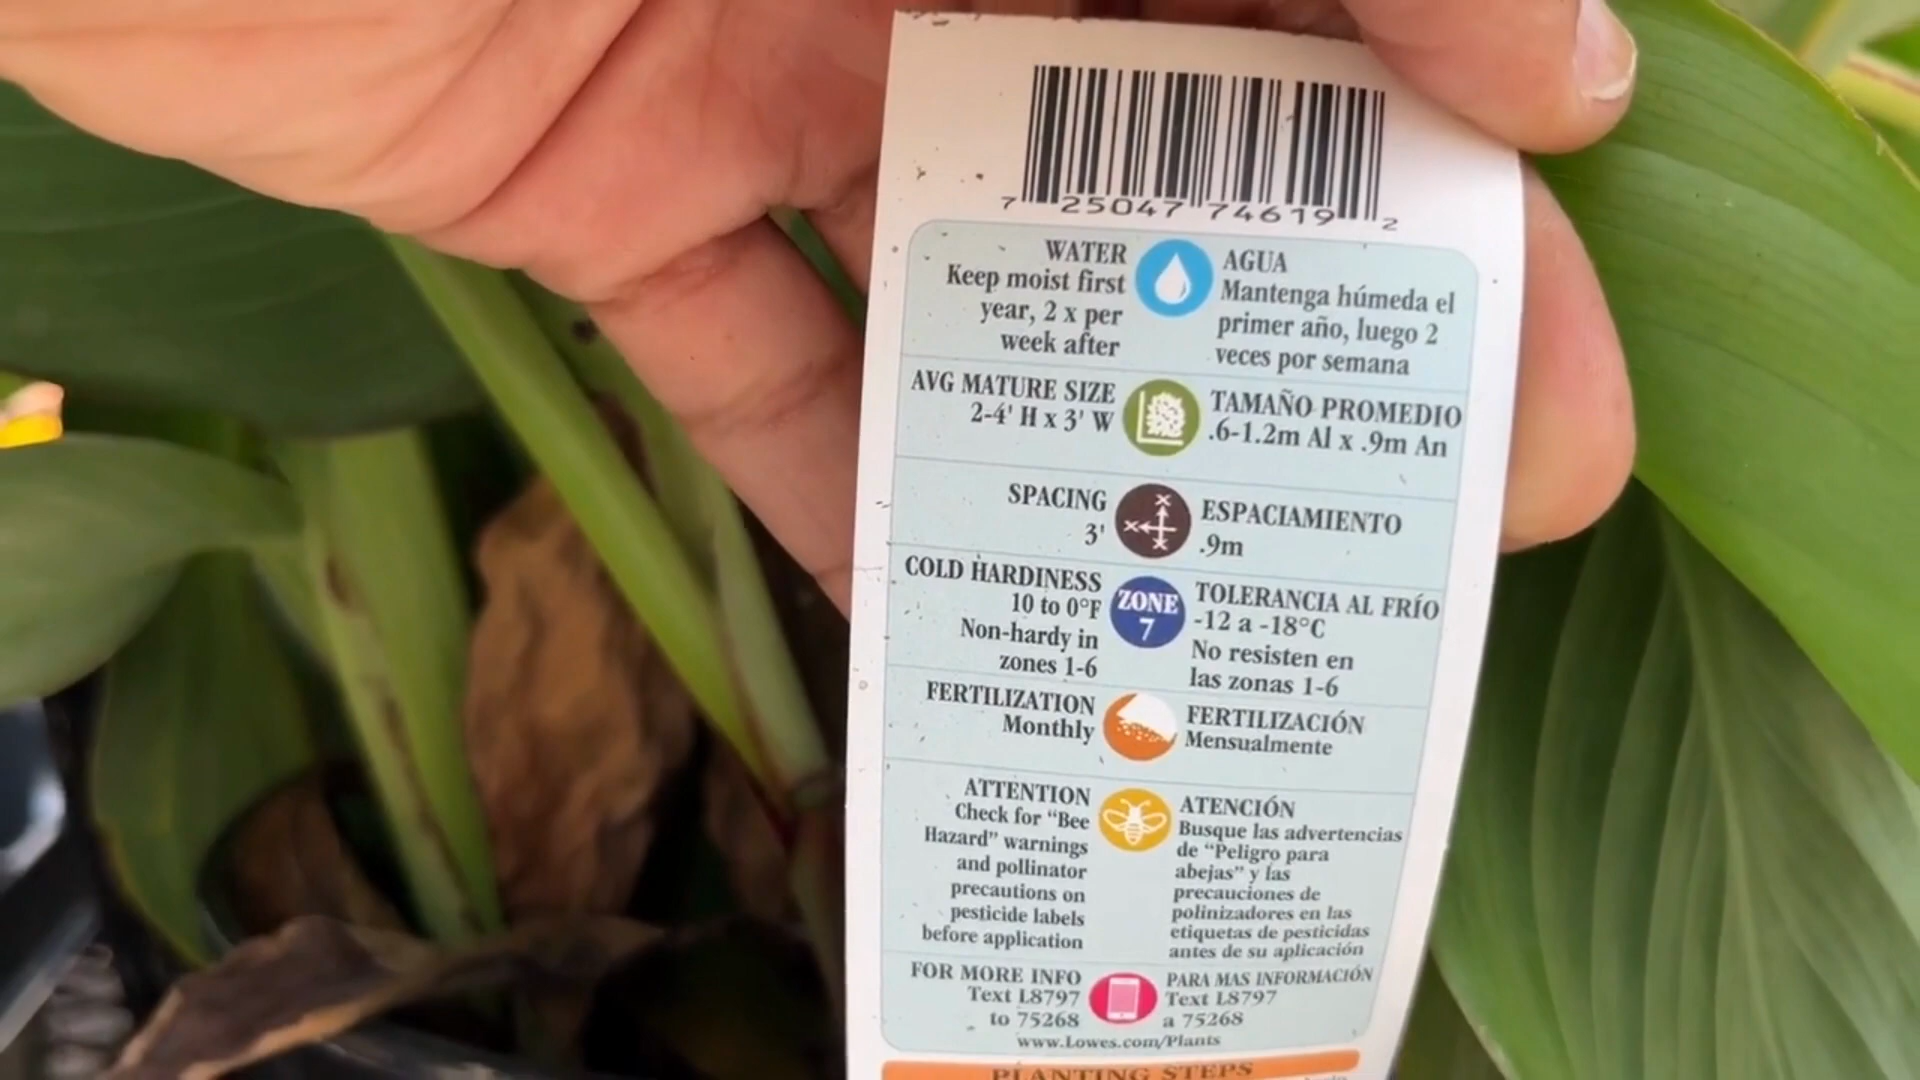 7 25047 74619 2
WATER
Keep moist first
year, 2 x per
week after
AGUA
Mantenga húmeda el
primer año, luego 2
veces por semana
AVG MATURE SIZE
2-4' H x 3' W
TAMAÑO PROMEDIO
.6-1.2m Al x .9m An
SPACING
3'
ESPACIAMIENTO
.9m
COLD HARDINESS
10 to 0°F
Non-hardy in
zones 1-6
ZONE
7
TOLERANCIA AL FRÍO
-12 a -18°C
No resisten en
las zonas 1-6
FERTILIZATION
Monthly
FERTILIZACIÓN
Mensualmente
ATTENTION
Check for “Bee
Hazard” warnings
and pollinator
precautions on
pesticide labels
before application
ATENCIÓN
Busque las advertencias
de “Peligro para
abejas” y las
precauciones de
polinizadores en las
etiquetas de pesticidas
antes de su aplicación
FOR MORE INFO
Text L8797
to 75268
PARA MAS INFORMACIÓN
Text L8797
a 75268
www.Lowes.com/Plants
PLANTING STEPS